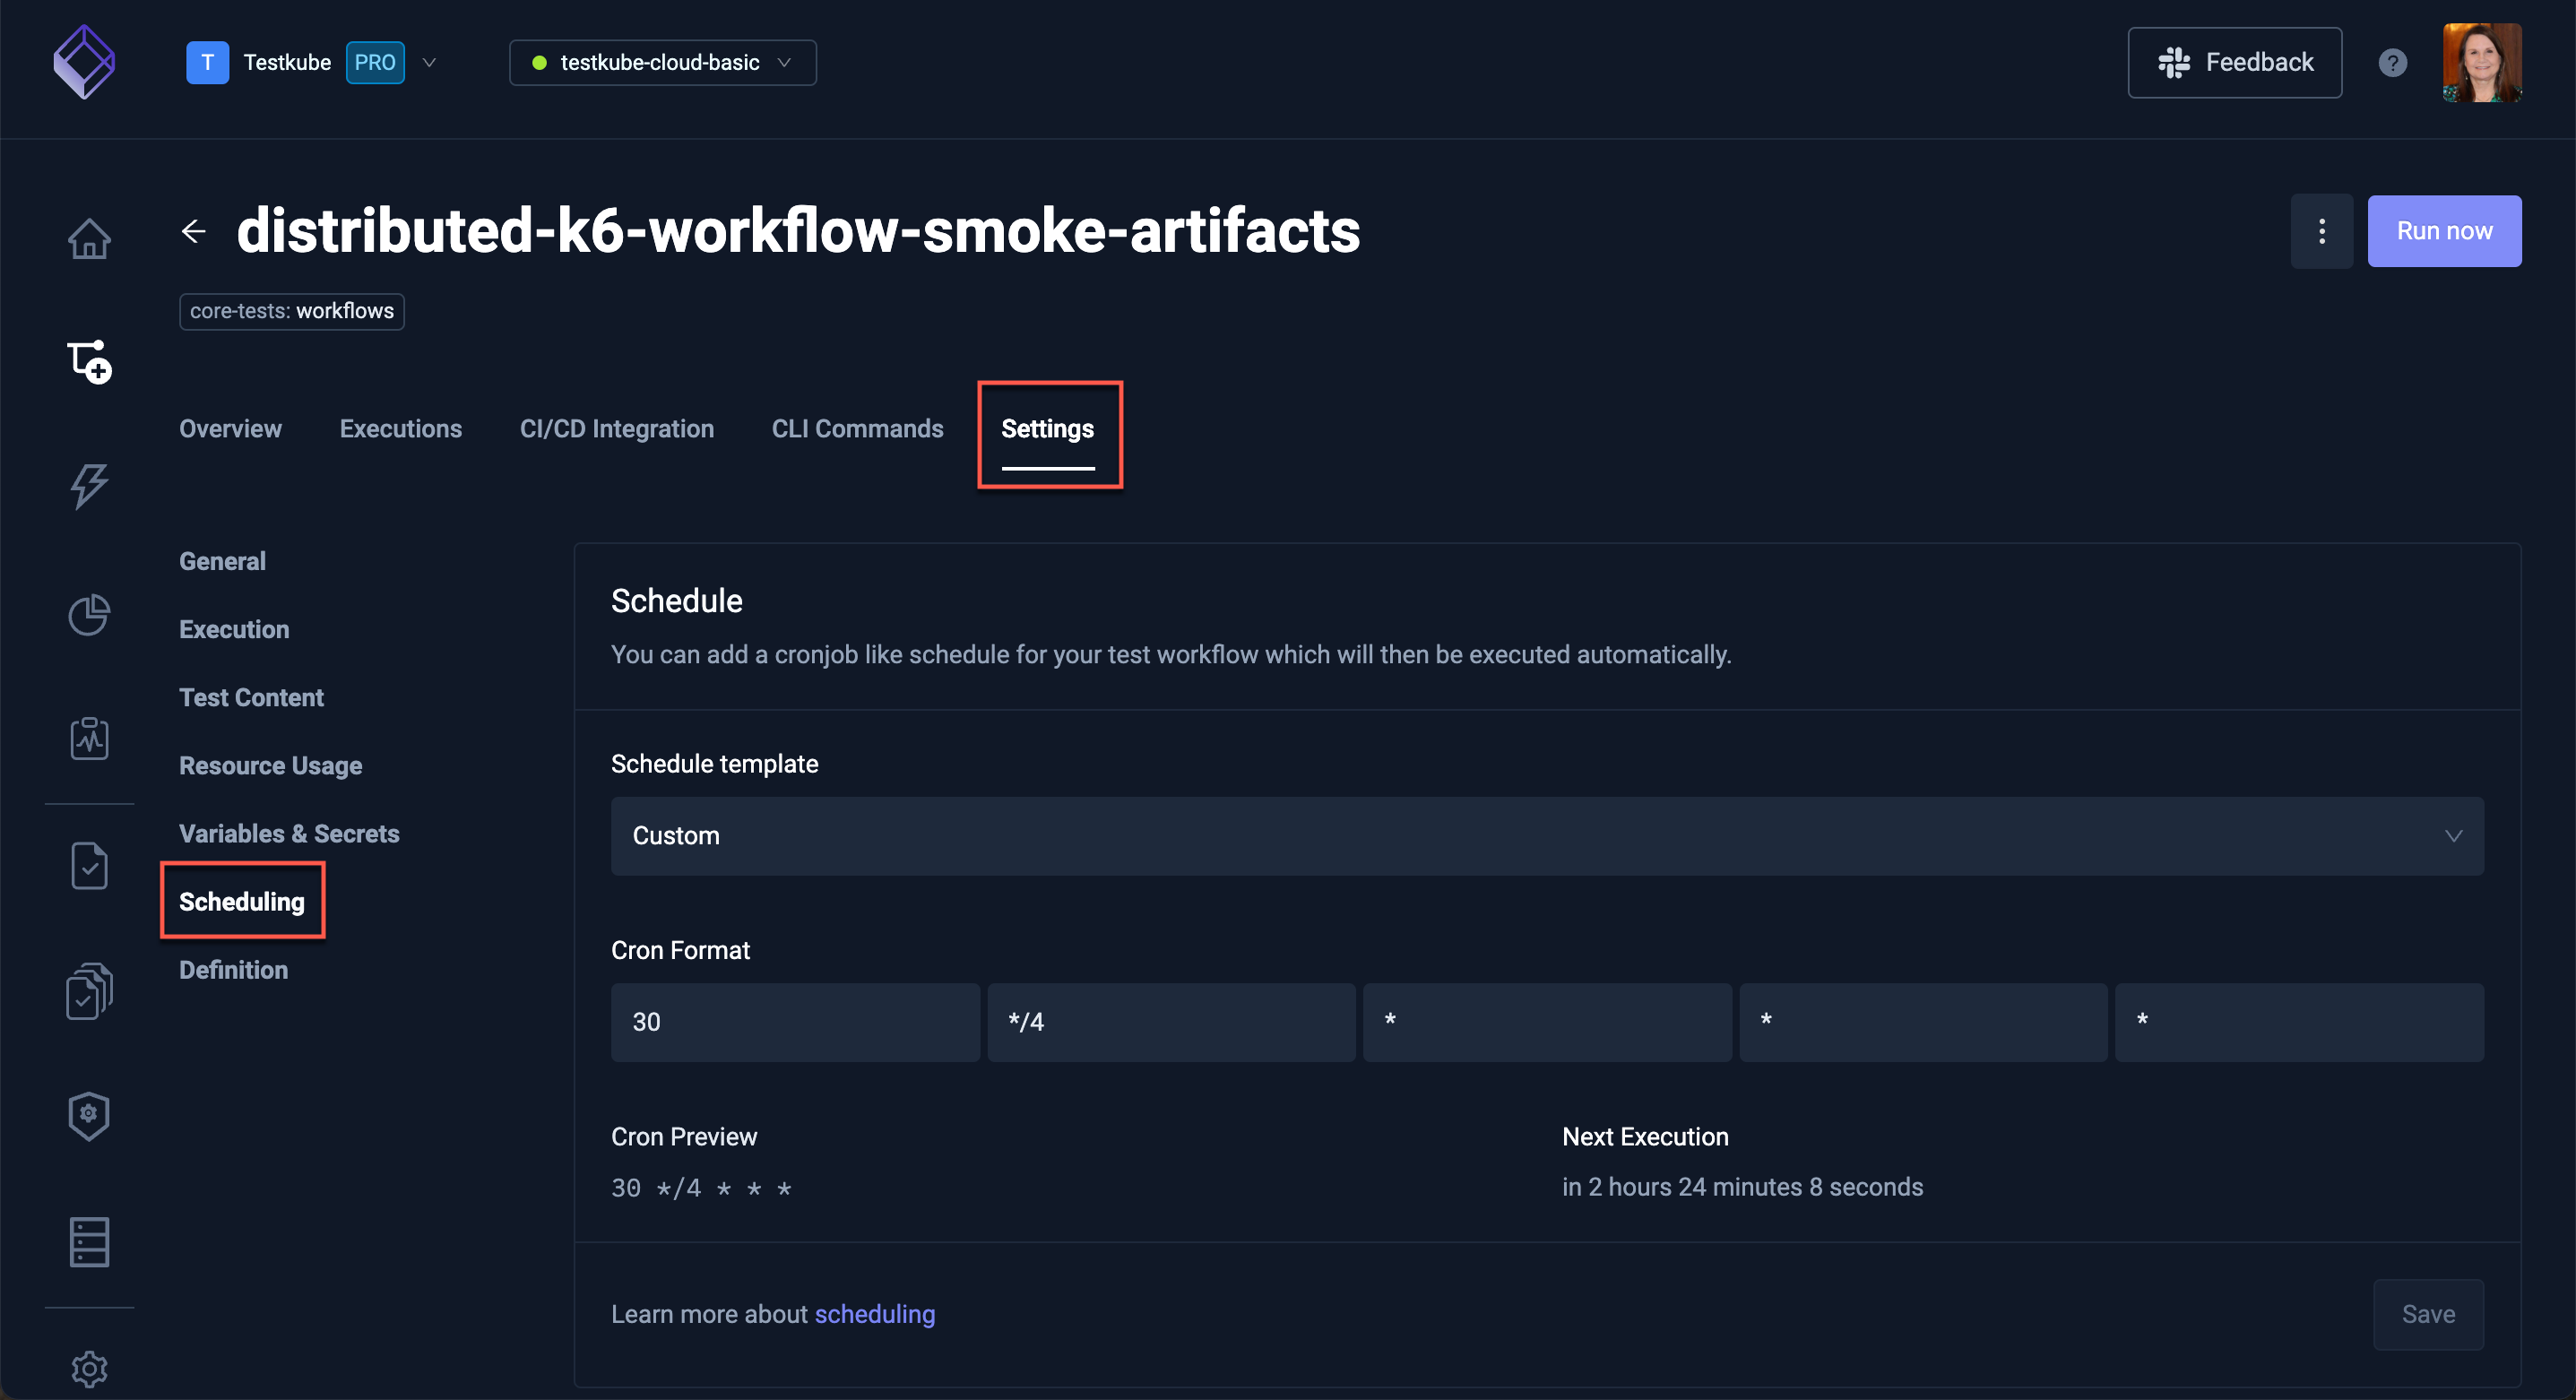 T Testkube PRO testkube-cloud-basic Feedback ?
distributed-k6-workflow-smoke-artifacts Run now
core-tests: workflows
Overview Executions CI/CD Integration CLI Commands Settings
General
Execution
Test Content
Resource Usage
Variables & Secrets
Scheduling
Definition
Schedule
You can add a cronjob like schedule for your test workflow which will then be executed automatically.
Schedule template
Custom
Cron Format
30 */4 * * *
Cron Preview Next Execution
30 */4 * * * in 2 hours 24 minutes 8 seconds
Learn more about scheduling Save